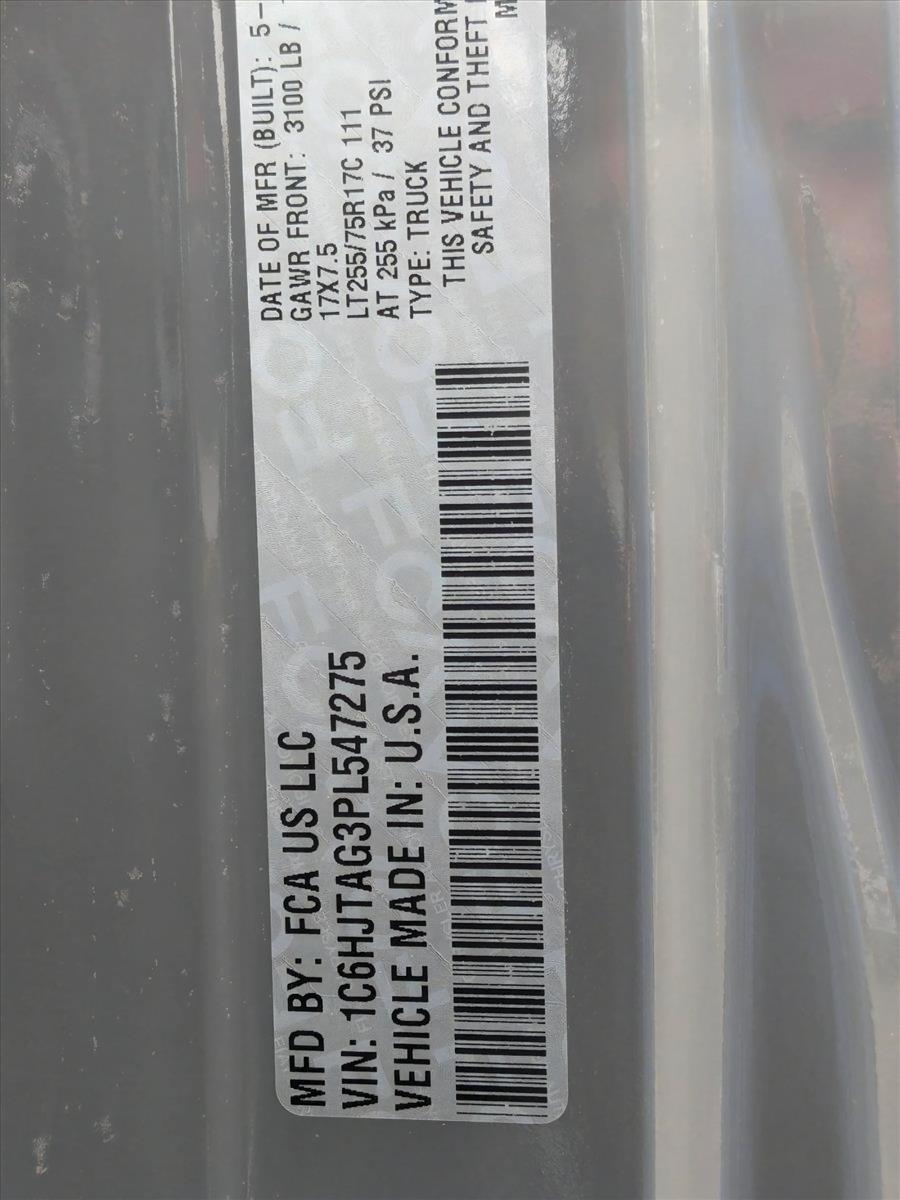 MFD BY: FCA US LLC
VIN: 1C6HJTAG3PL547275
VEHICLE MADE IN: U.S.A.
DATE OF MFR (BUILT): 5-
GAWR FRONT: 3100 LB /
17X7.5
LT255/75R17C 111
AT 255 kPa / 37 PSI
TYPE: TRUCK
THIS VEHICLE CONFORM
SAFETY AND THEFT